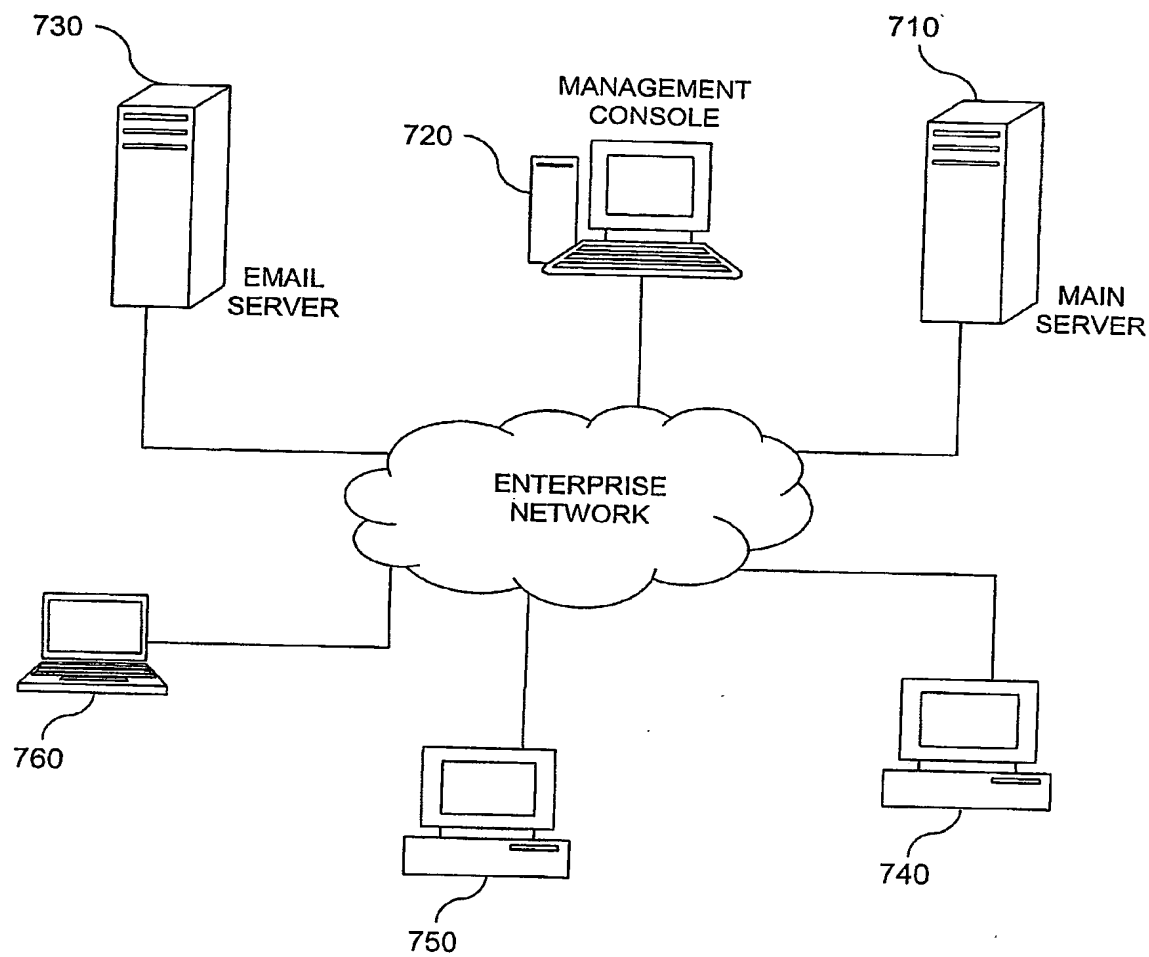 730
710
MANAGEMENT
CONSOLE
720
EMAIL
SERVER
MAIN
SERVER
ENTERPRISE
NETWORK
760
750
740